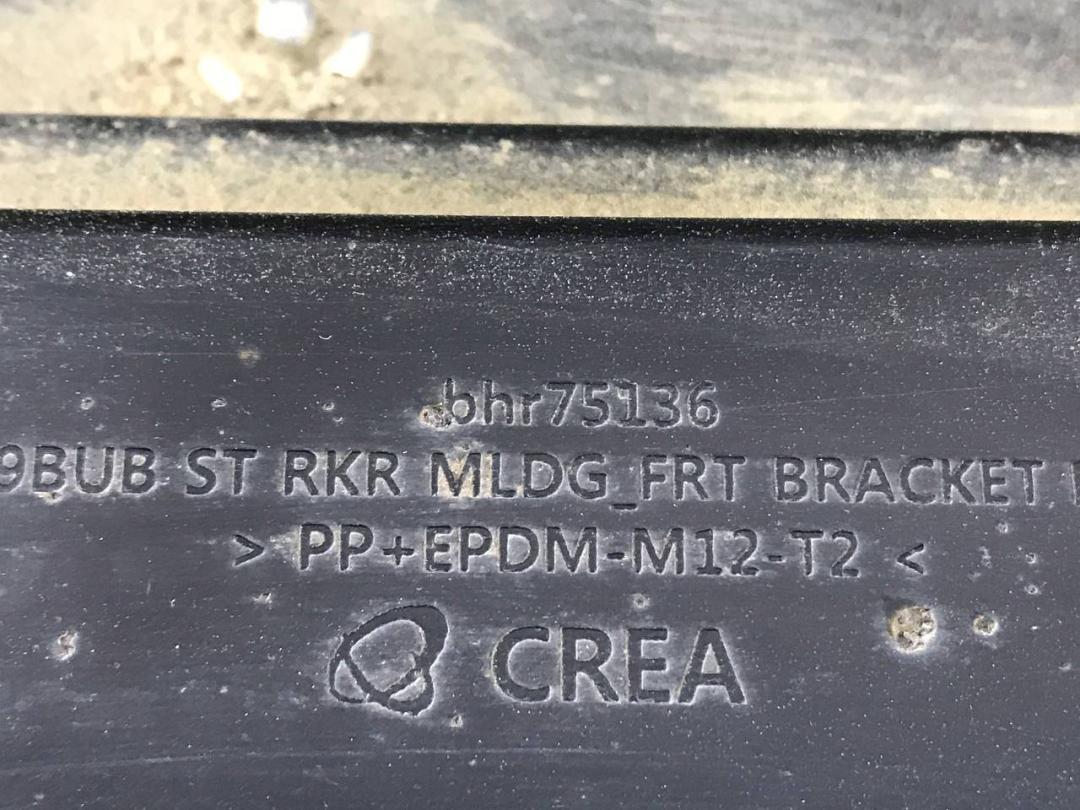 bhr75136
9BUB ST RKR MLDG_FRT BRACKET
> PP+EPDM-M12-T2 <
CREA